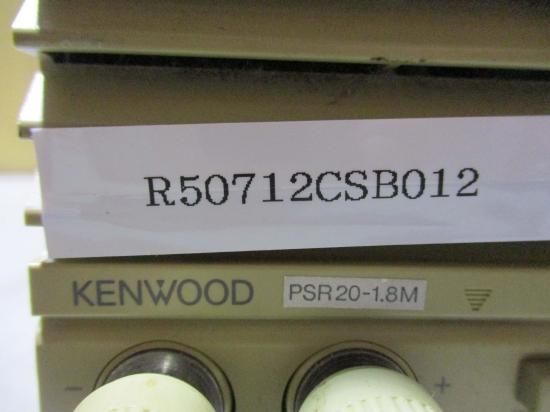 R50712CSB012
KENWOOD PSR20-1.8M
- +